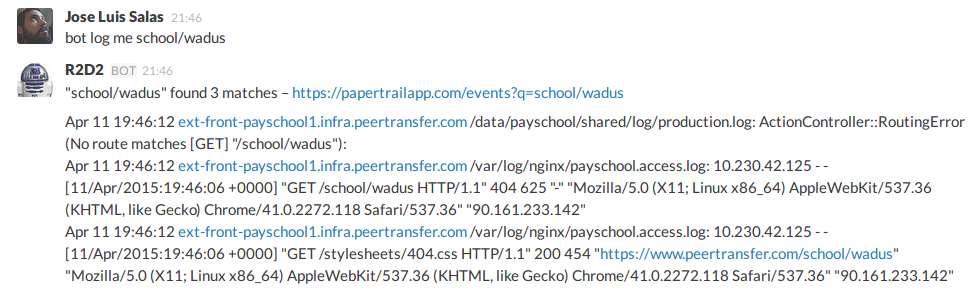 Jose Luis Salas 21:46
bot log me school/wadus
R2D2 BOT 21:46
"school/wadus" found 3 matches – https://papertrailapp.com/events?q=school/wadus
Apr 11 19:46:12 ext-front-payschool1.infra.peertransfer.com /data/payschool/shared/log/production.log: ActionController::RoutingError
(No route matches [GET] "/school/wadus"):
Apr 11 19:46:12 ext-front-payschool1.infra.peertransfer.com /var/log/nginx/payschool.access.log: 10.230.42.125 - -
[11/Apr/2015:19:46:06 +0000] "GET /school/wadus HTTP/1.1" 404 625 "-" "Mozilla/5.0 (X11; Linux x86_64) AppleWebKit/537.36
(KHTML, like Gecko) Chrome/41.0.2272.118 Safari/537.36" "90.161.233.142"
Apr 11 19:46:12 ext-front-payschool1.infra.peertransfer.com /var/log/nginx/payschool.access.log: 10.230.42.125 - -
[11/Apr/2015:19:46:06 +0000] "GET /stylesheets/404.css HTTP/1.1" 200 454 "https://www.peertransfer.com/school/wadus"
"Mozilla/5.0 (X11; Linux x86_64) AppleWebKit/537.36 (KHTML, like Gecko) Chrome/41.0.2272.118 Safari/537.36" "90.161.233.142"